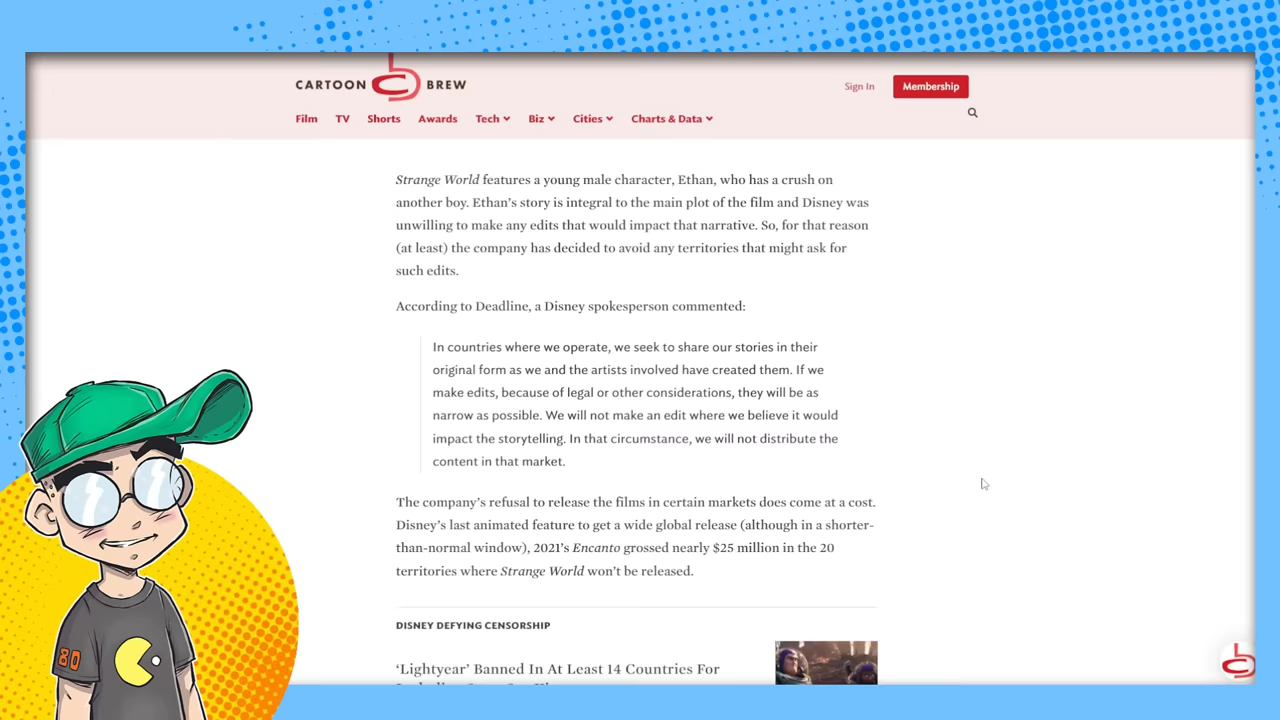 CARTOON BREW
Sign In
Membership
Film TV Shorts Awards Tech Biz Cities Charts & Data
Strange World features a young male character, Ethan, who has a crush on
another boy. Ethan's story is integral to the main plot of the film and Disney was
unwilling to make any edits that would impact that narrative. So, for that reason
(at least) the company has decided to avoid any territories that might ask for
such edits.
According to Deadline, a Disney spokesperson commented:
In countries where we operate, we seek to share our stories in their
original form as we and the artists involved have created them. If we
make edits, because of legal or other considerations, they will be as
narrow as possible. We will not make an edit where we believe it would
impact the storytelling. In that circumstance, we will not distribute the
content in that market.
The company's refusal to release the films in certain markets does come at a cost.
Disney's last animated feature to get a wide global release (although in a shorter-
than-normal window), 2021's Encanto grossed nearly $25 million in the 20
territories where Strange World won't be released.
DISNEY DEFYING CENSORSHIP
'Lightyear' Banned In At Least 14 Countries For
80